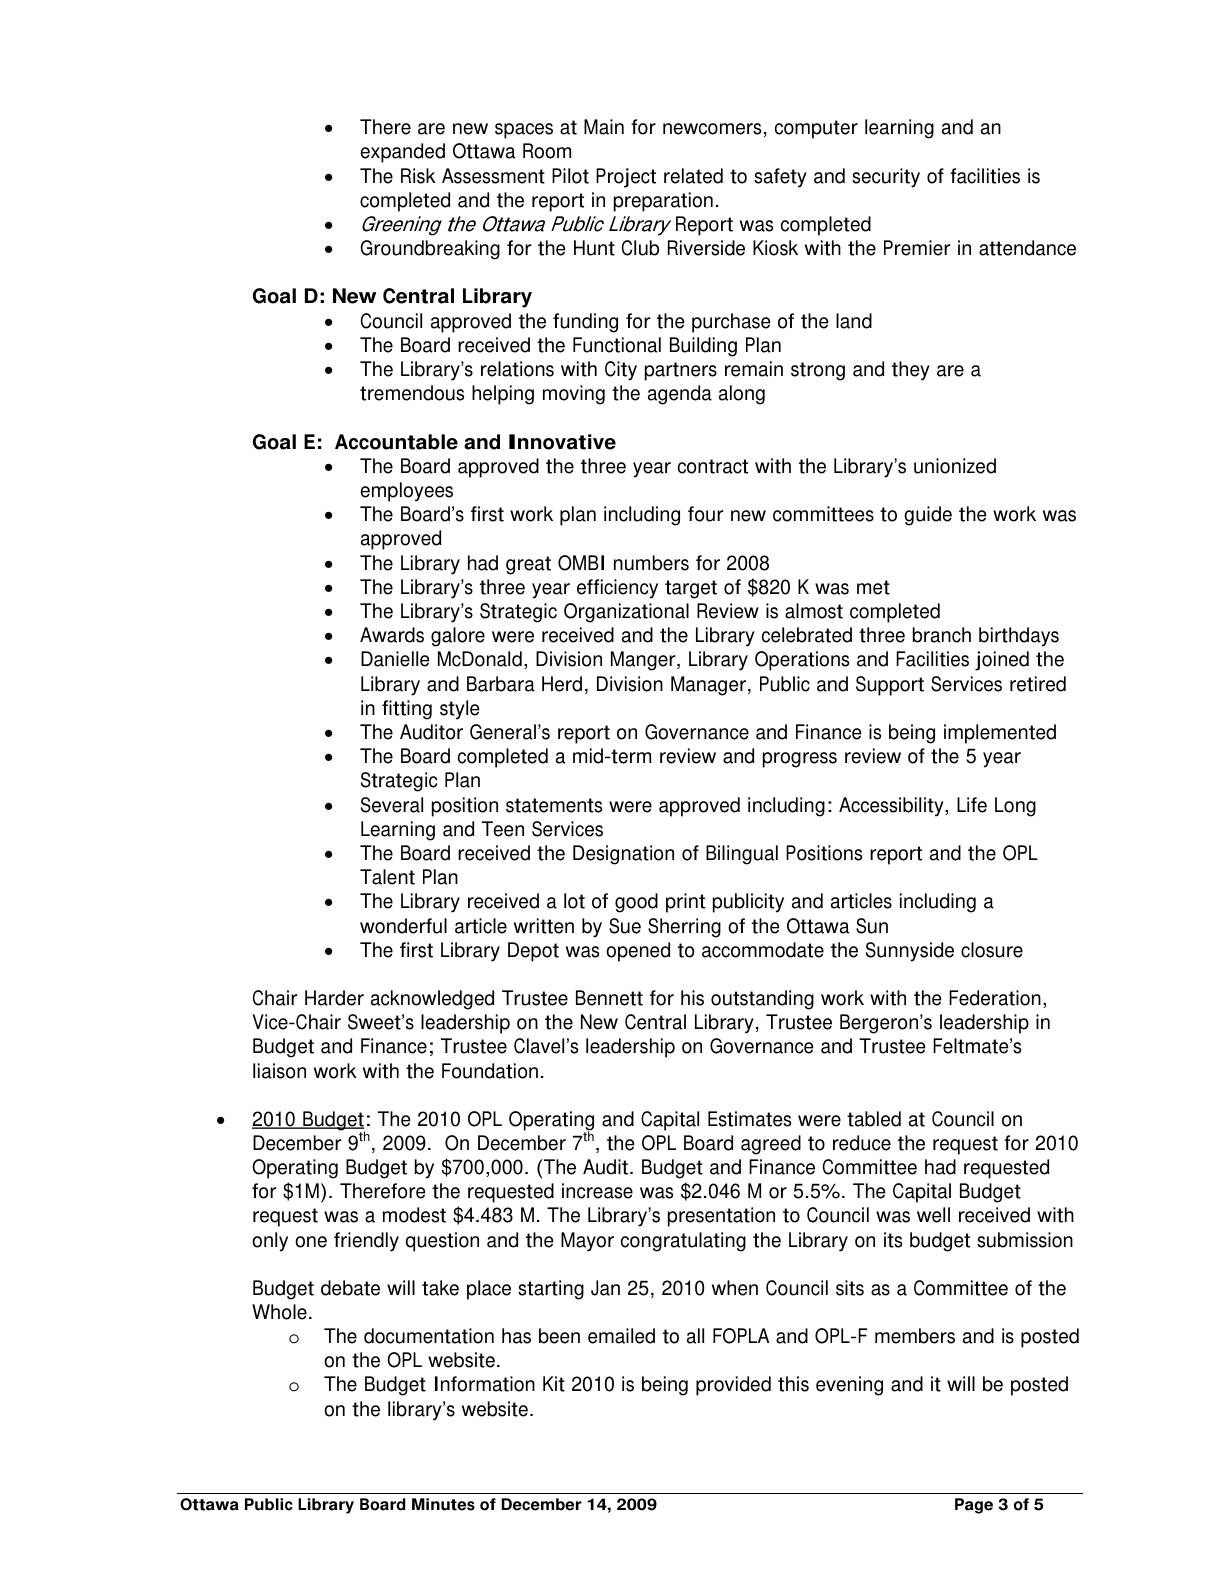 • There are new spaces at Main for newcomers, computer learning and an
expanded Ottawa Room
• The Risk Assessment Pilot Project related to safety and security of facilities is
completed and the report in preparation.
• Greening the Ottawa Public Library Report was completed
• Groundbreaking for the Hunt Club Riverside Kiosk with the Premier in attendance
Goal D: New Central Library
• Council approved the funding for the purchase of the land
• The Board received the Functional Building Plan
• The Library's relations with City partners remain strong and they are a
tremendous helping moving the agenda along
Goal E:  Accountable and Innovative
• The Board approved the three year contract with the Library's unionized
employees
• The Board's first work plan including four new committees to guide the work was
approved
• The Library had great OMBI numbers for 2008
• The Library's three year efficiency target of $820 K was met
• The Library's Strategic Organizational Review is almost completed
• Awards galore were received and the Library celebrated three branch birthdays
• Danielle McDonald, Division Manger, Library Operations and Facilities joined the
Library and Barbara Herd, Division Manager, Public and Support Services retired
in fitting style
• The Auditor General's report on Governance and Finance is being implemented
• The Board completed a mid-term review and progress review of the 5 year
Strategic Plan
• Several position statements were approved including: Accessibility, Life Long
Learning and Teen Services
• The Board received the Designation of Bilingual Positions report and the OPL
Talent Plan
• The Library received a lot of good print publicity and articles including a
wonderful article written by Sue Sherring of the Ottawa Sun
• The first Library Depot was opened to accommodate the Sunnyside closure
Chair Harder acknowledged Trustee Bennett for his outstanding work with the Federation,
Vice-Chair Sweet's leadership on the New Central Library, Trustee Bergeron's leadership in
Budget and Finance; Trustee Clavel's leadership on Governance and Trustee Feltmate's
liaison work with the Foundation.
• 2010 Budget: The 2010 OPL Operating and Capital Estimates were tabled at Council on
December 9th, 2009.  On December 7th, the OPL Board agreed to reduce the request for 2010
Operating Budget by $700,000. (The Audit. Budget and Finance Committee had requested
for $1M). Therefore the requested increase was $2.046 M or 5.5%. The Capital Budget
request was a modest $4.483 M. The Library's presentation to Council was well received with
only one friendly question and the Mayor congratulating the Library on its budget submission
Budget debate will take place starting Jan 25, 2010 when Council sits as a Committee of the
Whole.
o The documentation has been emailed to all FOPLA and OPL-F members and is posted
on the OPL website.
o The Budget Information Kit 2010 is being provided this evening and it will be posted
on the library's website.
Ottawa Public Library Board Minutes of December 14, 2009 Page 3 of 5